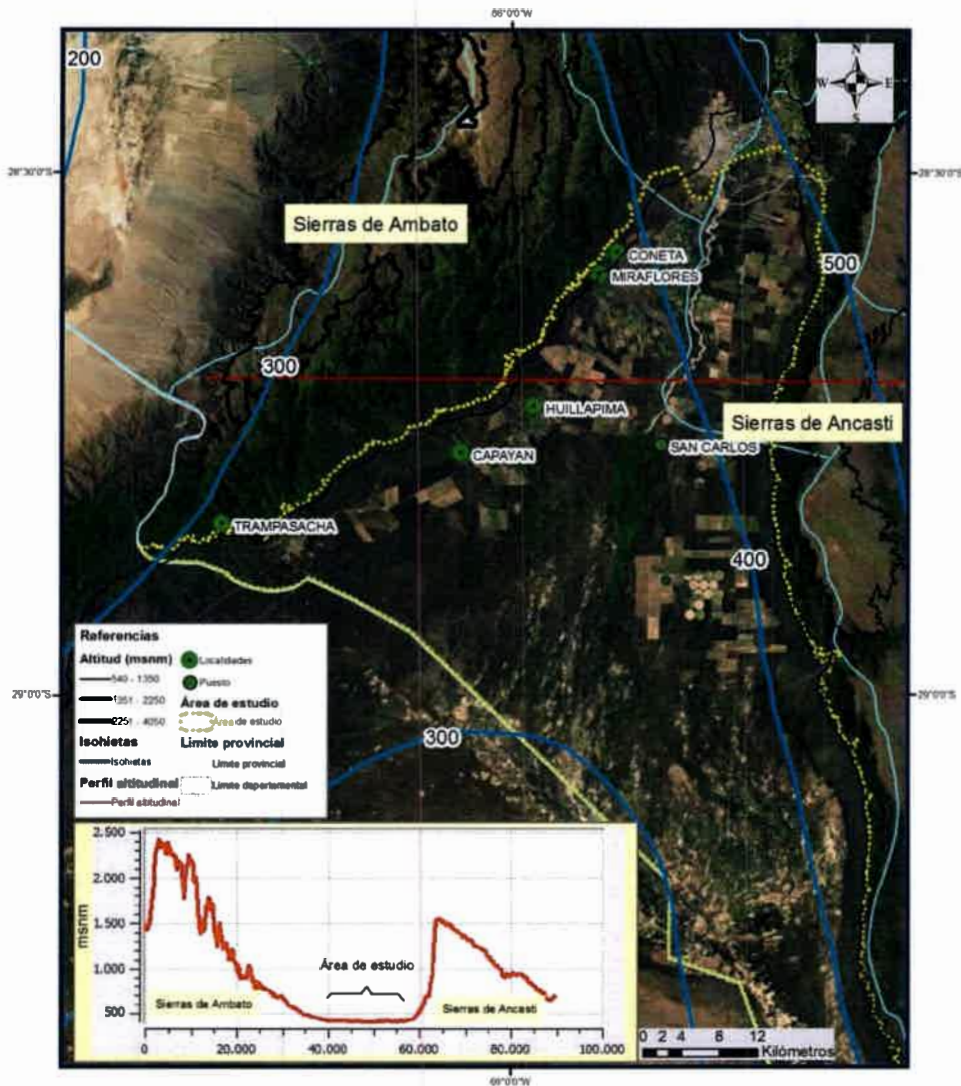 66°0'0"W
200
N
W E
S
28°30'0"S
28°30'0"S
Sierras de Ambato
CONETA
MIRAFLORES
500
300
HUILLAPIMA
Sierras de Ancasti
CAPAYAN
SAN CARLOS
TRAMPASACHA
400
Referencias
Altitud (msnm)
540 - 1350
1351 - 2250
2251 - 4050
Isohietas
Isohietas
Perfil altitudinal
Perfil altitudinal
Localidades
Puesto
Área de estudio
Área de estudio
Limite provincial
Limite provincial
Limite departamental
29°0'0"S
29°0'0"S
300
2.500
2.000
1.500
1.000
500
msnm
Área de estudio
Sierras de Ambato
Sierras de Ancasti
0 20.000 40.000 60.000 80.000 100.000
0 2 4 6 8 12
Kilómetros